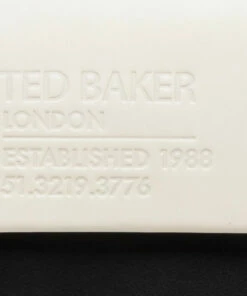 TED BAKER
LONDON
ESTABLISHED 1988
51.3219.3776